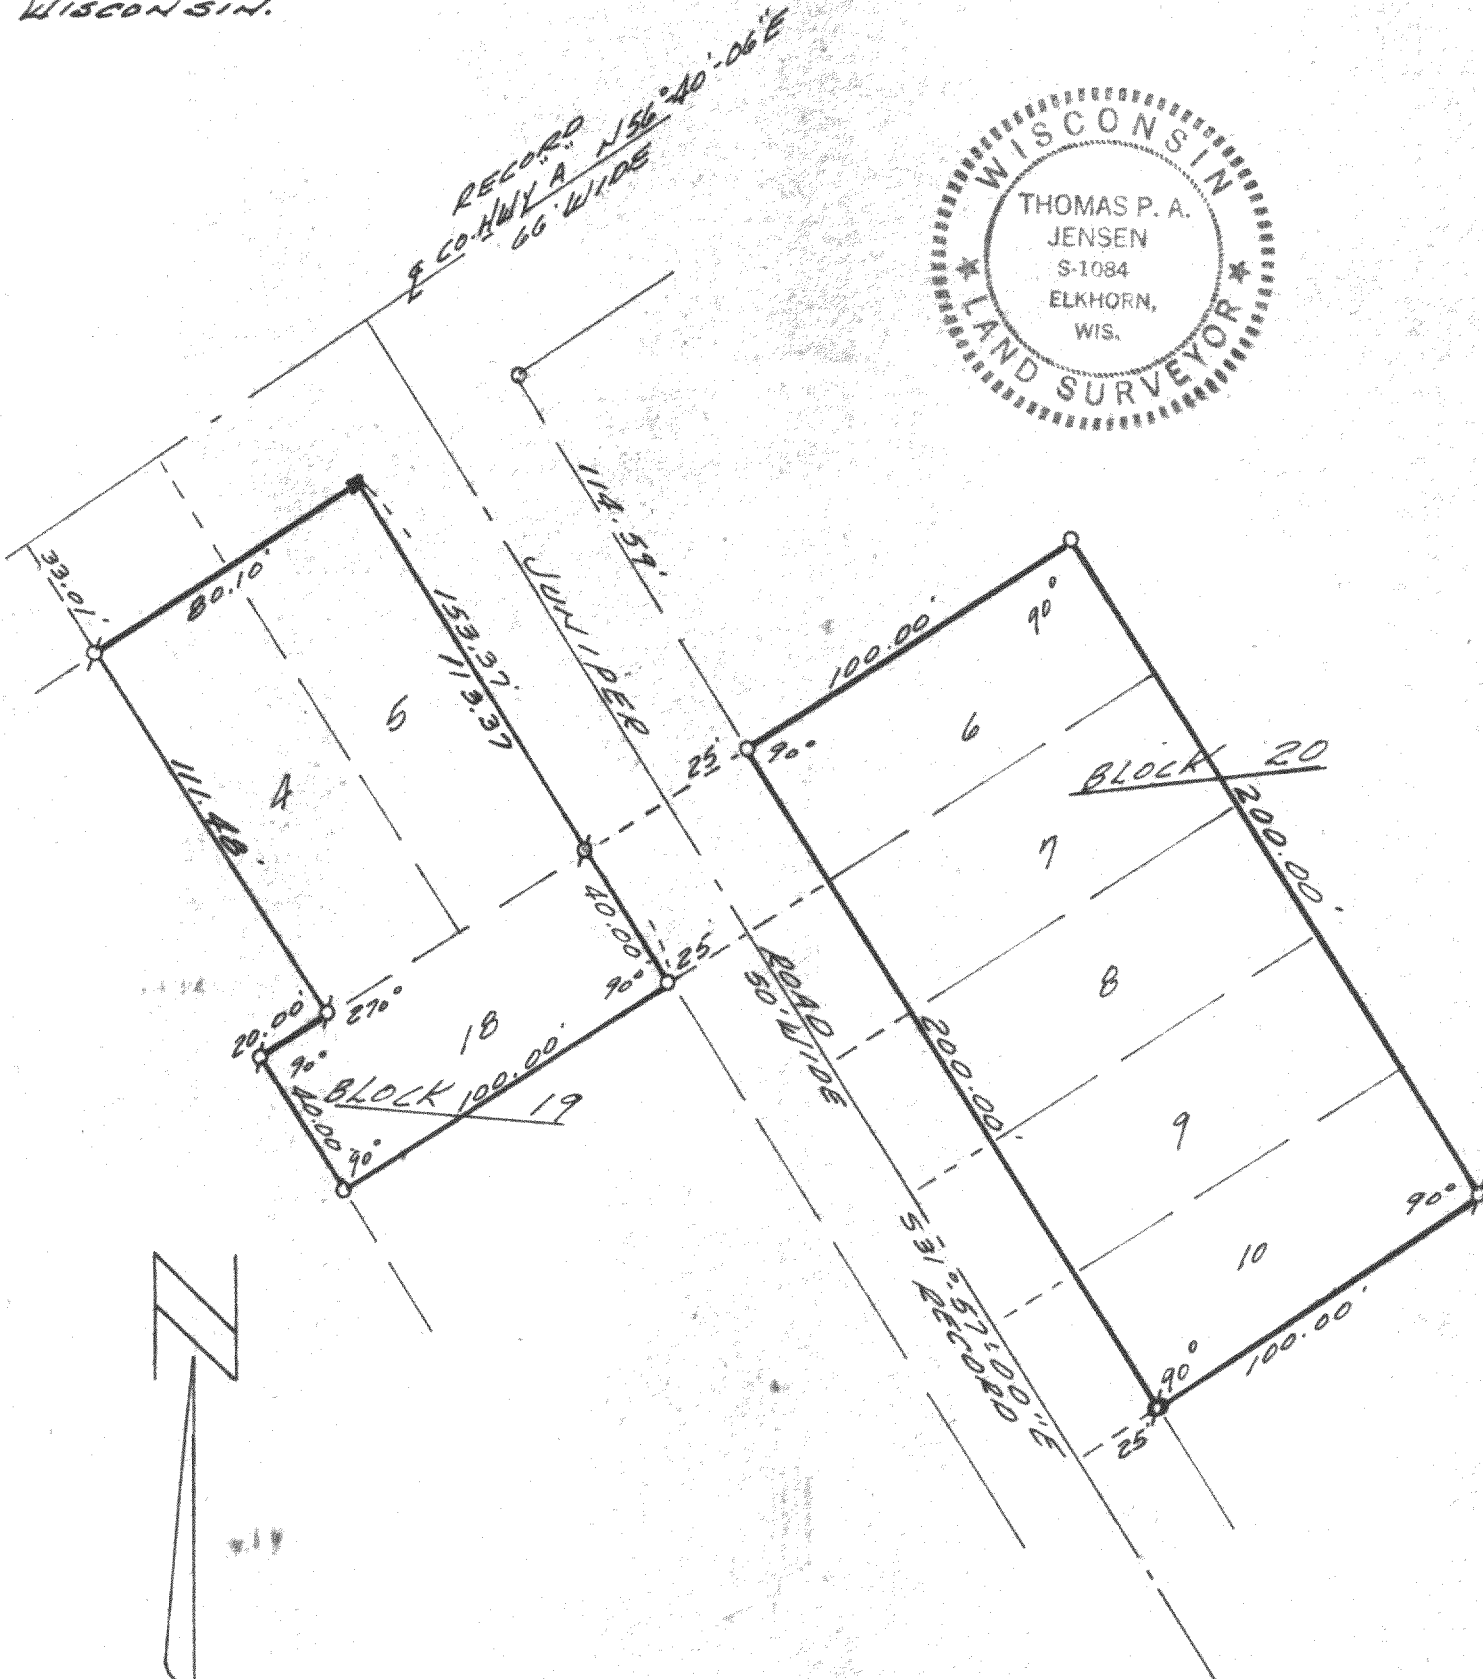 WISCONSIN.
RECORD
℄ CO. HWY "A" N56°-40'-06"E
66' WIDE
WISCONSIN
THOMAS P. A.
JENSEN
S-1084
ELKHORN,
WIS.
★ LAND SURVEYOR ★
33.01'
80.10'
153.37'
113.37
114.59'
JUNIPER
5
4
111.48'
100.00'
90°
25'
90°
6
BLOCK 20
7
200.00'
40.00'
90°
25'
ROAD
50' WIDE
8
20.00'
270°
18
90°
BLOCK 19
100.00'
40.00'
90°
200.00'
9
90°
S31°-57'-00"E
RECORD
10
100.00'
90°
25'
N